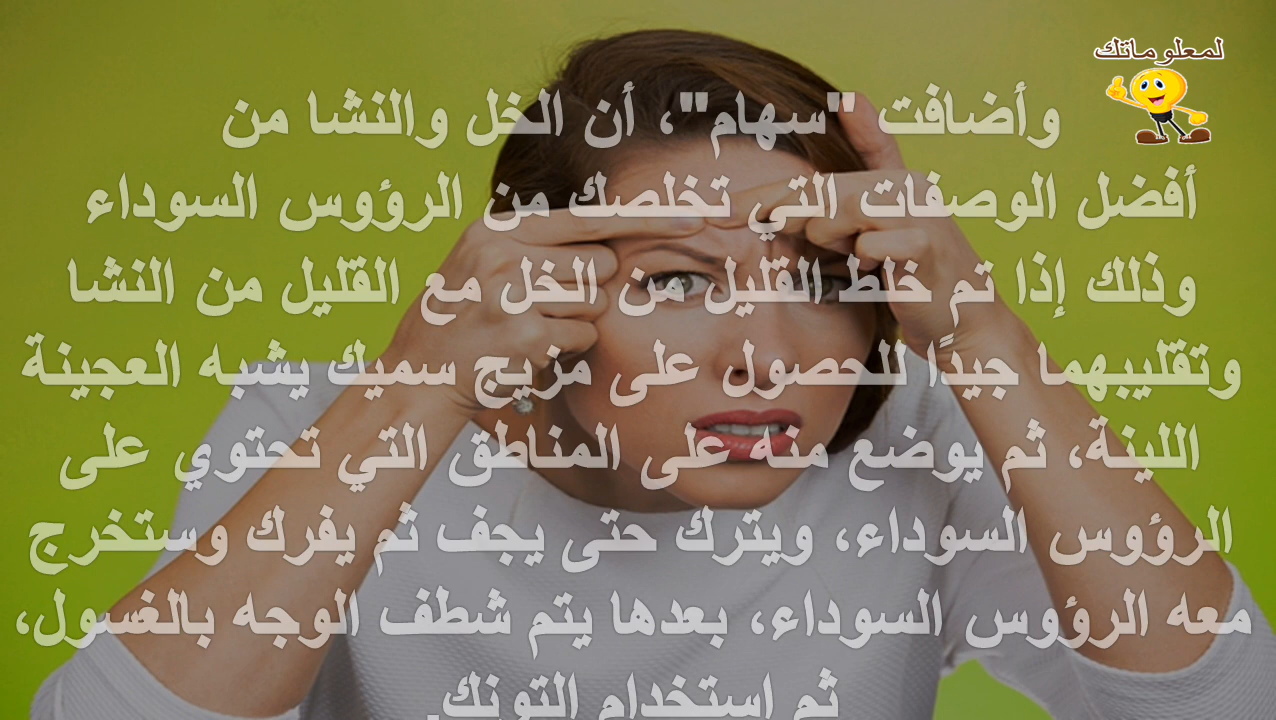 لمعلوماتك
وأضافت "سهام"، أن الخل والنشا من
أفضل الوصفات التي تخلصك من الرؤوس السوداء
وذلك إذا تم خلط القليل من الخل مع القليل من النشا
وتقليبهما جيدًا للحصول على مزيج سميك يشبه العجينة
اللينة، ثم يوضع منه على المناطق التي تحتوي على
الرؤوس السوداء، ويترك حتى يجف ثم يفرك وستخرج
معه الرؤوس السوداء، بعدها يتم شطف الوجه بالغسول،
ثم استخدام التونك.